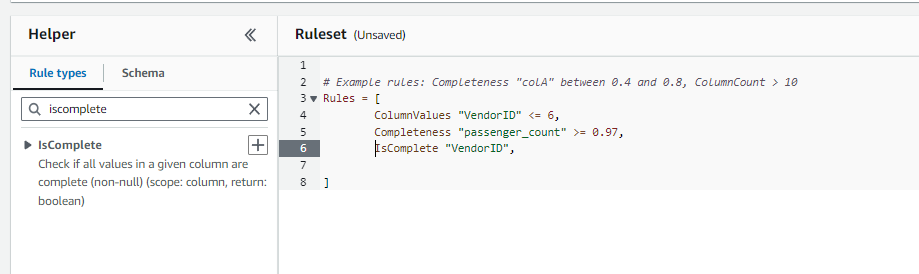 Helper
Rule types
Schema
iscomplete
IsComplete
Check if all values in a given column are
complete (non-null) (scope: column, return:
boolean)
Ruleset (Unsaved)
1
2 # Example rules: Completeness "colA" between 0.4 and 0.8, ColumnCount > 10
3 Rules = [
4 ColumnValues "VendorID" <= 6,
5 Completeness "passenger_count" >= 0.97,
6 IsComplete "VendorID",
7
8 ]